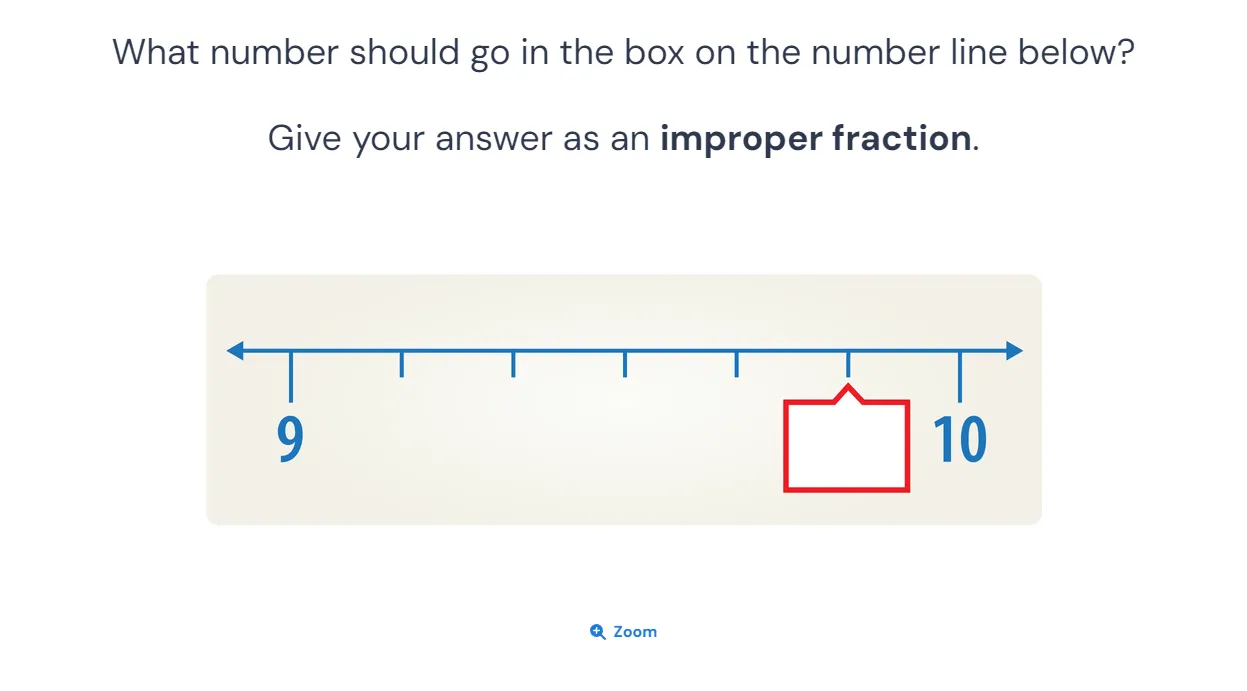 What number should go in the box on the number line below?
Give your answer as an improper fraction.
9 10
Zoom